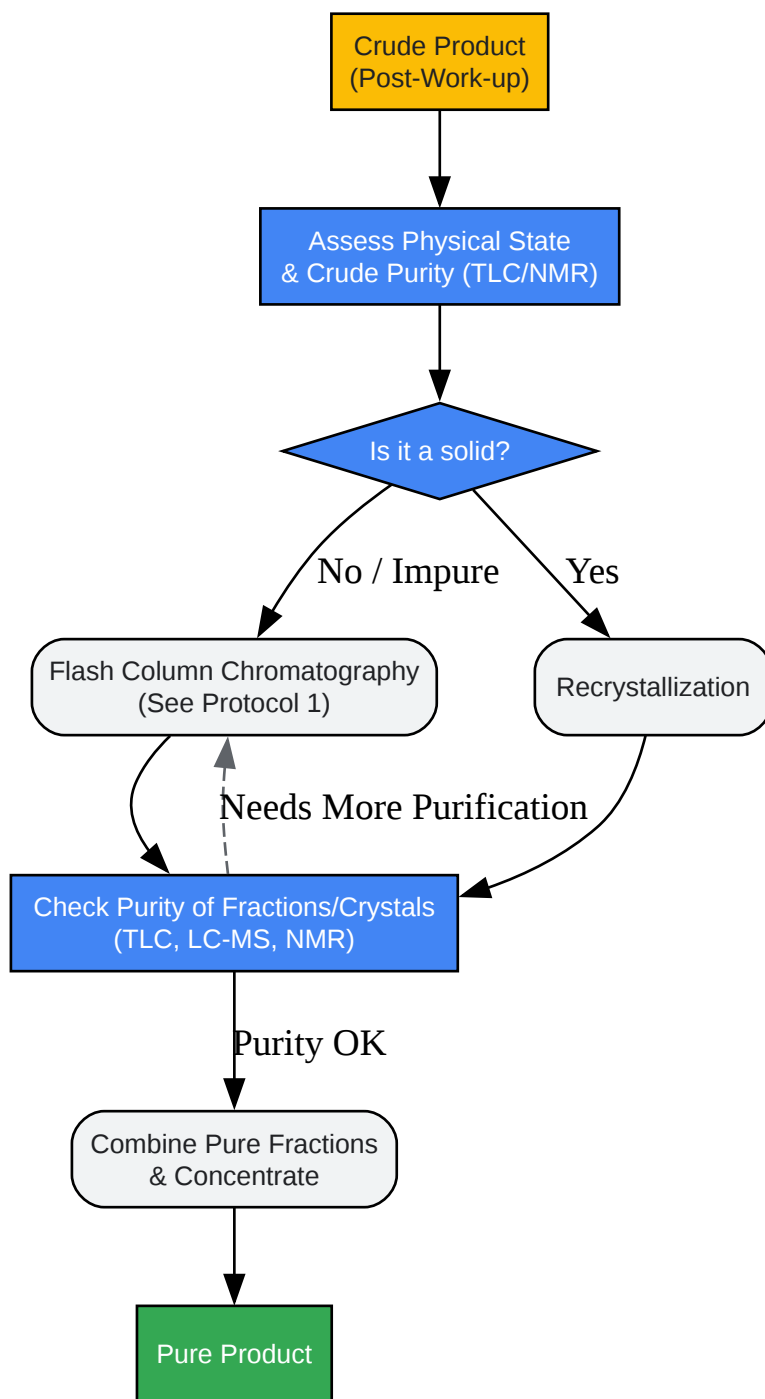 Crude Product
(Post-Work-up)
Assess Physical State
& Crude Purity (TLC/NMR)
Is it a solid?
No / Impure
Yes
Flash Column Chromatography
(See Protocol 1)
Recrystallization
Needs More Purification
Check Purity of Fractions/Crystals
(TLC, LC-MS, NMR)
Purity OK
Combine Pure Fractions
& Concentrate
Pure Product